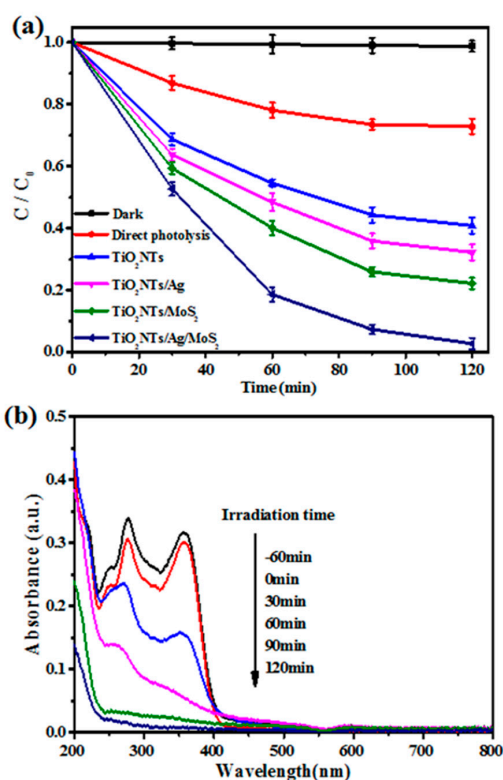 (a)
1.0
0.8
0.6
0.4
0.2
0.0
C / C₀
Dark
Direct photolysis
TiO₂NTs
TiO₂NTs/Ag
TiO₂NTs/MoS₂
TiO₂NTs/Ag/MoS₂
0 20 40 60 80 100 120
Time(min)
(b)
0.5
0.4
0.3
0.2
0.1
0.0
Absorbance (a.u.)
Irradiation time
-60min
0min
30min
60min
90min
120min
200 300 400 500 600 700 800
Wavelength(nm)